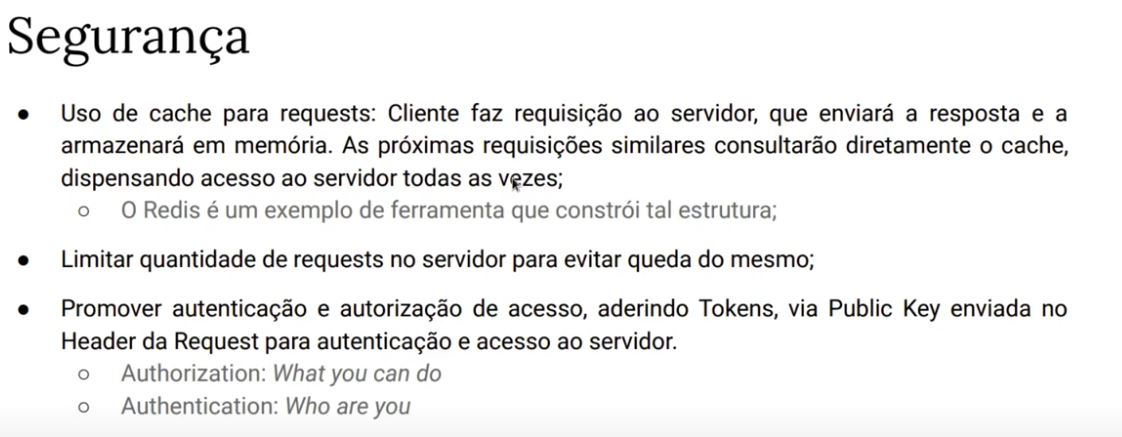 Segurança
● Uso de cache para requests: Cliente faz requisição ao servidor, que enviará a resposta e a
armazenará em memória. As próximas requisições similares consultarão diretamente o cache,
dispensando acesso ao servidor todas as vezes;
○ O Redis é um exemplo de ferramenta que constrói tal estrutura;
● Limitar quantidade de requests no servidor para evitar queda do mesmo;
● Promover autenticação e autorização de acesso, aderindo Tokens, via Public Key enviada no
Header da Request para autenticação e acesso ao servidor.
○ Authorization: What you can do
○ Authentication: Who are you